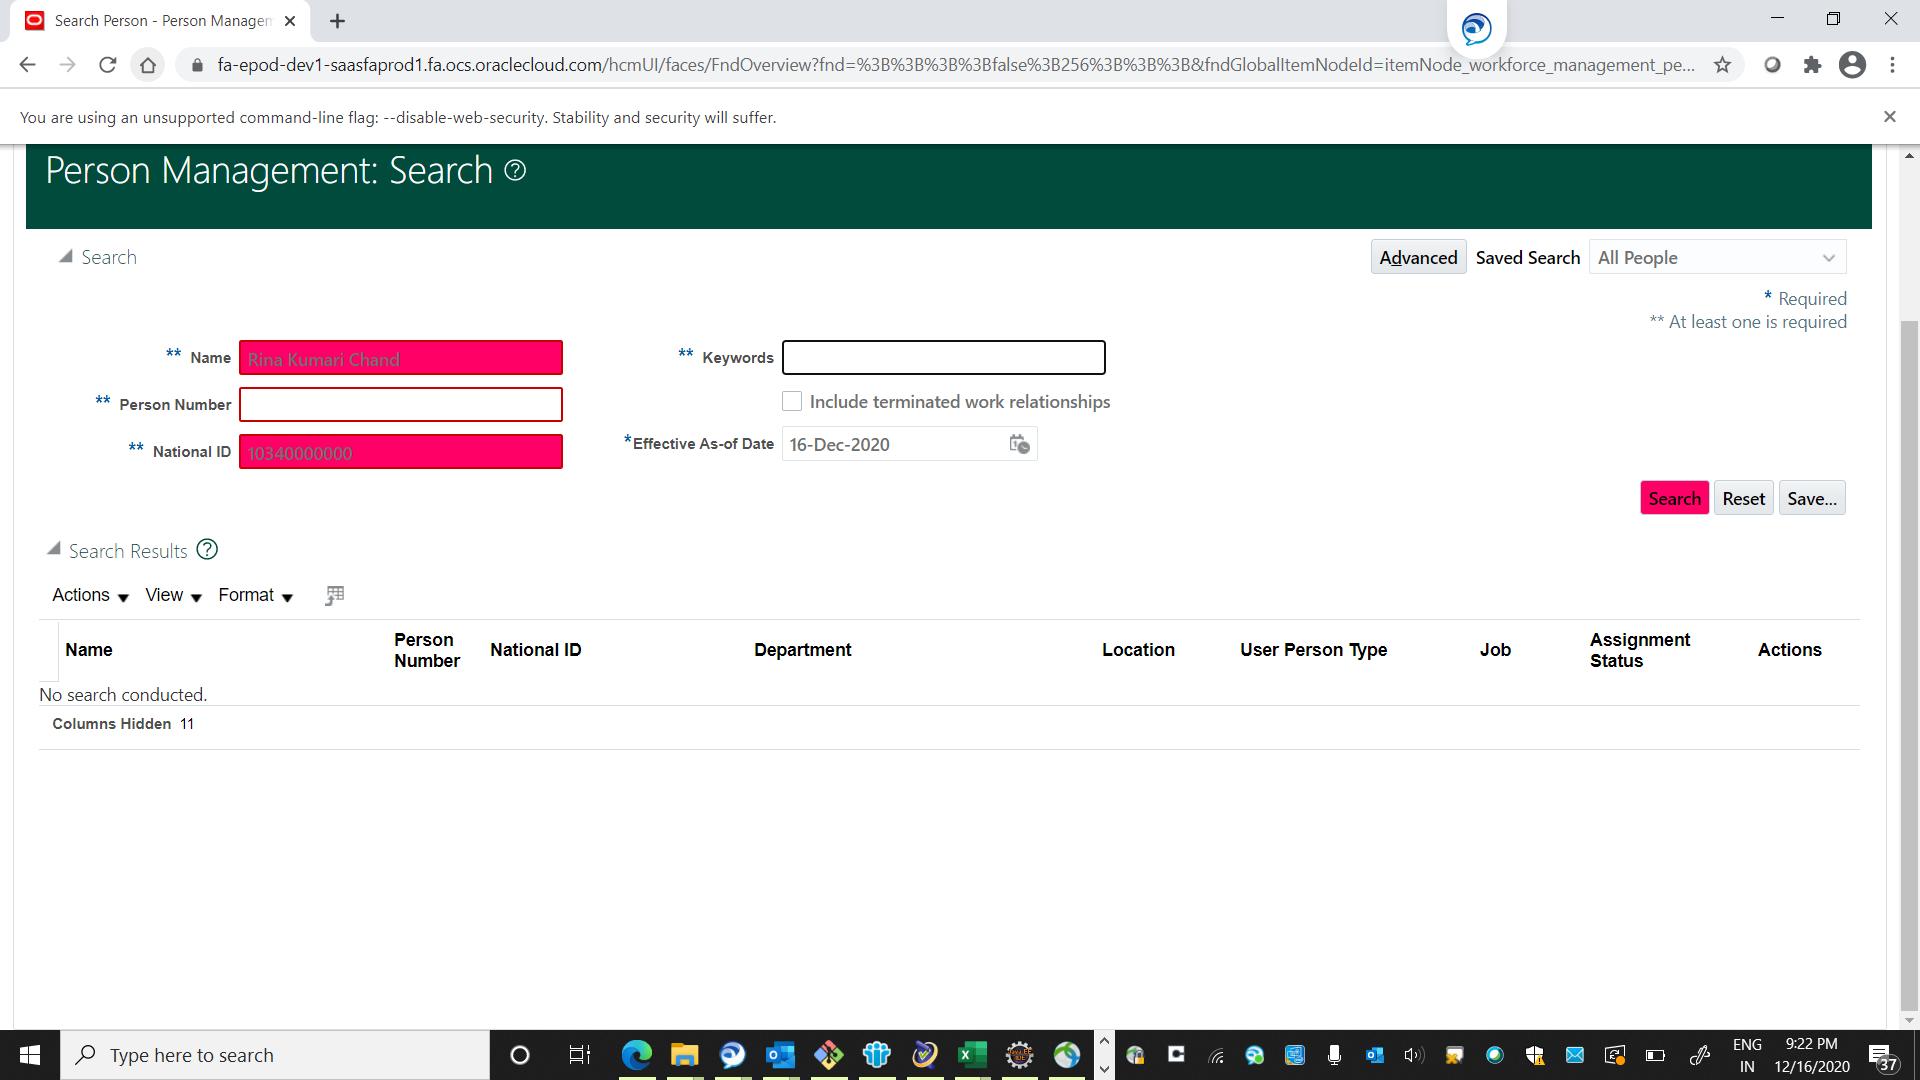 Search Person - Person Managem
fa-epod-dev1-saasfaprod1.fa.ocs.oraclecloud.com/hcmUI/faces/FndOverview?fnd=%3B%3B%3B%3Bfalse%3B256%3B%3B%3B&fndGlobalItemNodeId=itemNode_workforce_management_pe...
You are using an unsupported command-line flag: --disable-web-security. Stability and security will suffer.
Person Management: Search
Search
Advanced Saved Search All People
* Required
** At least one is required
** Name Rina Kumari Chand
** Keywords
** Person Number
Include terminated work relationships
** National ID 10340000000
*Effective As-of Date 16-Dec-2020
Search Reset Save...
Search Results
Actions View Format
Name Person Number National ID Department Location User Person Type Job Assignment Status Actions
No search conducted.
Columns Hidden 11
Type here to search
ENG 9:22 PM
IN 12/16/2020 37